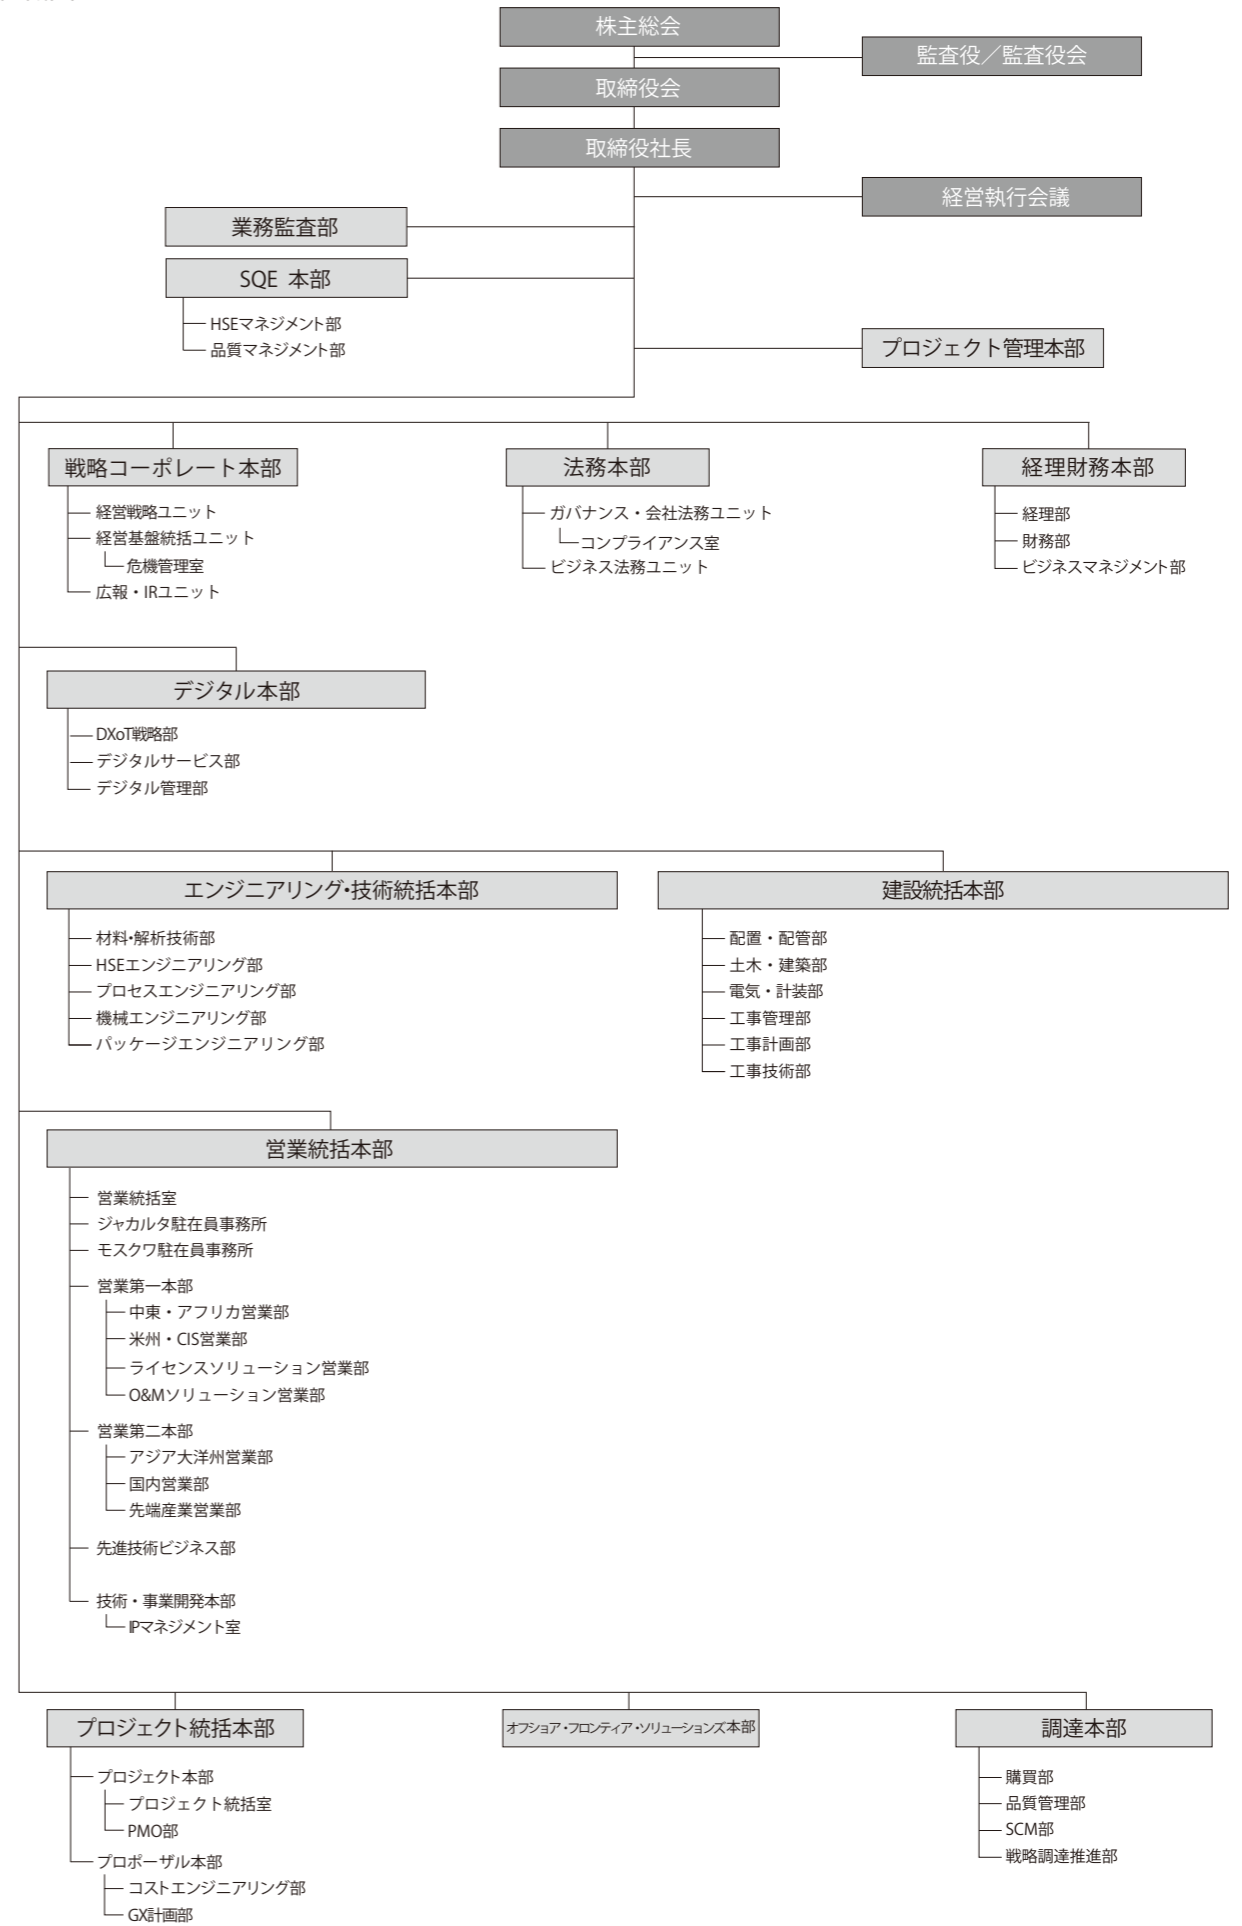 株主総会
監査役／監査役会
取締役会
取締役社長
経営執行会議
業務監査部
SQE 本部
HSEマネジメント部
品質マネジメント部
プロジェクト管理本部
戦略コーポレート本部
経営戦略ユニット
経営基盤統括ユニット
危機管理室
広報・IRユニット
法務本部
ガバナンス・会社法務ユニット
コンプライアンス室
ビジネス法務ユニット
経理財務本部
経理部
財務部
ビジネスマネジメント部
デジタル本部
DXoT戦略部
デジタルサービス部
デジタル管理部
エンジニアリング・技術統括本部
材料・解析技術部
HSEエンジニアリング部
プロセスエンジニアリング部
機械エンジニアリング部
パッケージエンジニアリング部
建設統括本部
配置・配管部
土木・建築部
電気・計装部
工事管理部
工事計画部
工事技術部
営業統括本部
営業統括室
ジャカルタ駐在員事務所
モスクワ駐在員事務所
営業第一本部
中東・アフリカ営業部
米州・CIS営業部
ライセンスソリューション営業部
O&Mソリューション営業部
営業第二本部
アジア大洋州営業部
国内営業部
先端産業営業部
先進技術ビジネス部
技術・事業開発本部
IPマネジメント室
プロジェクト統括本部
プロジェクト本部
プロジェクト統括室
PMO部
プロポーザル本部
コストエンジニアリング部
GX計画部
オフショア・フロンティア・ソリューションズ本部
調達本部
購買部
品質管理部
SCM部
戦略調達推進部